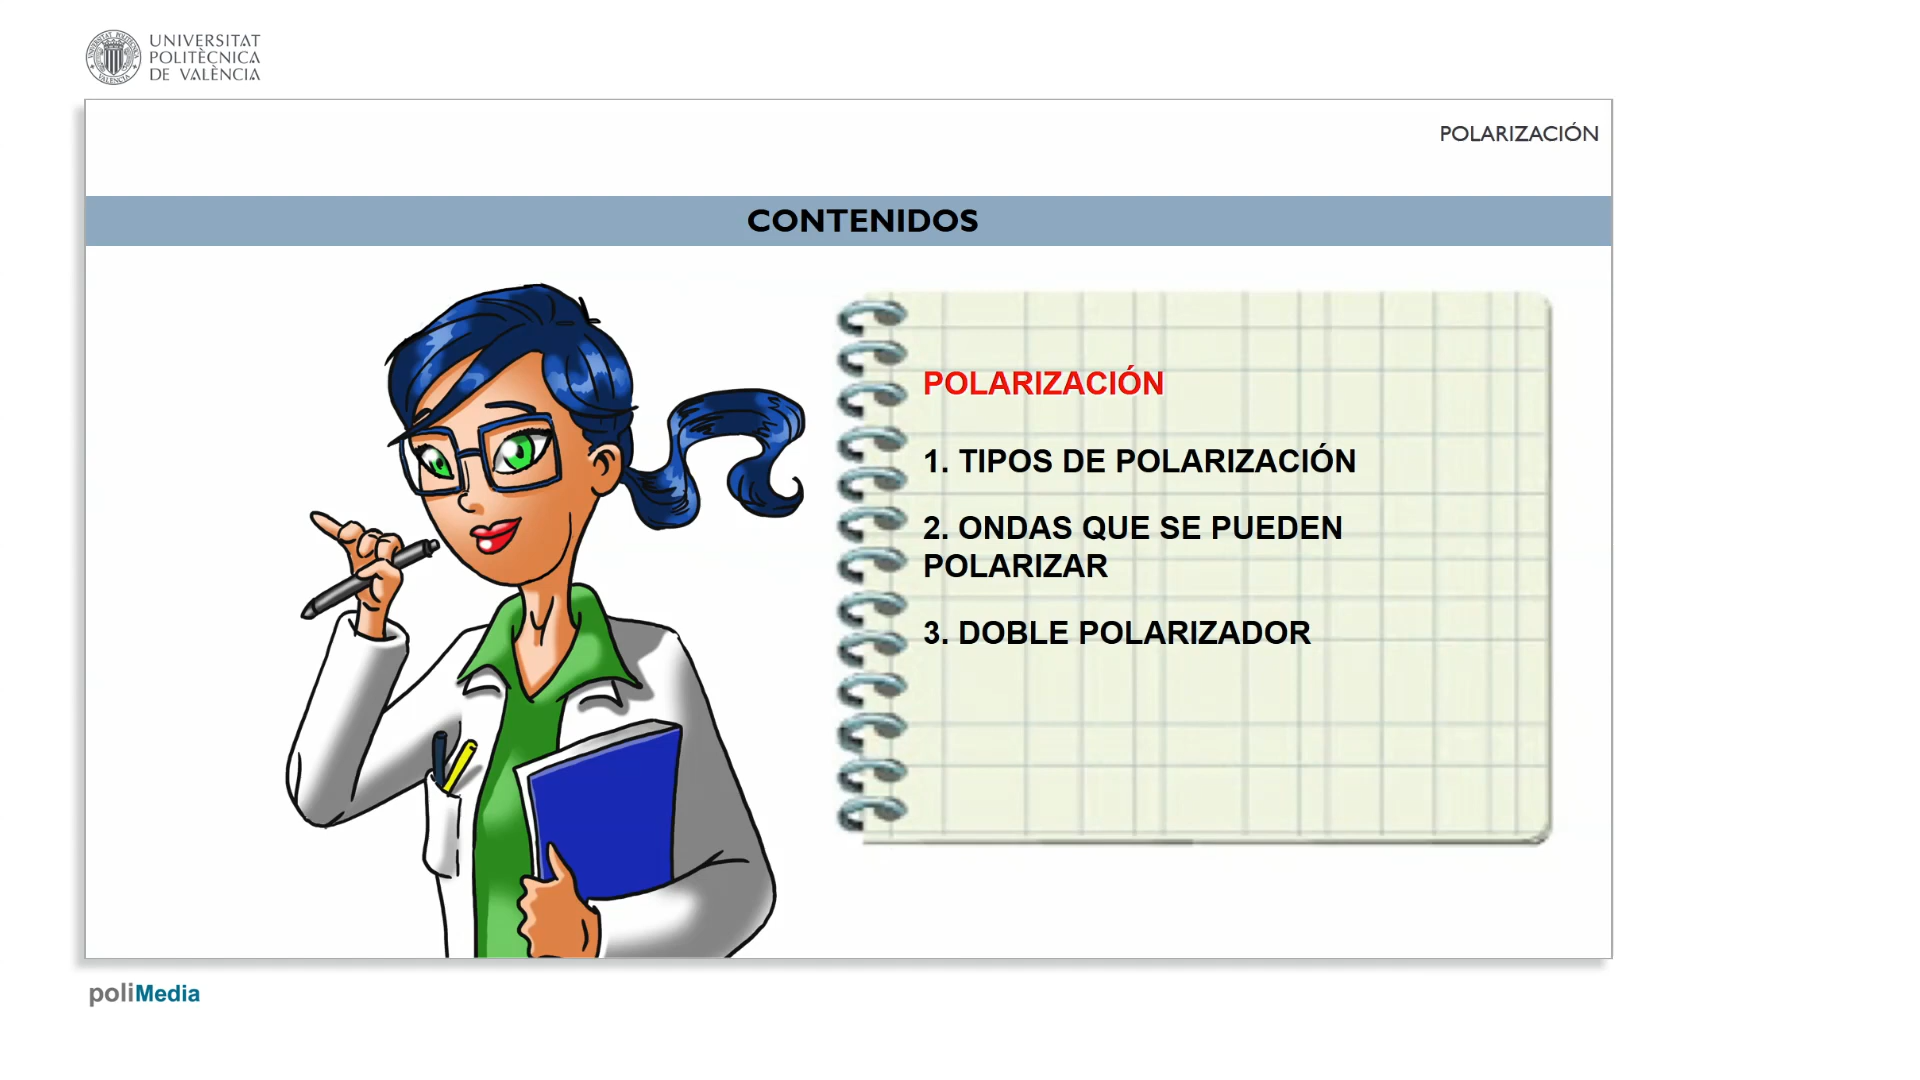 UNIVERSITAT
POLITÈCNICA
DE VALÈNCIA
POLARIZACIÓN
CONTENIDOS
POLARIZACIÓN
1. TIPOS DE POLARIZACIÓN
2. ONDAS QUE SE PUEDEN
POLARIZAR
3. DOBLE POLARIZADOR
poliMedia